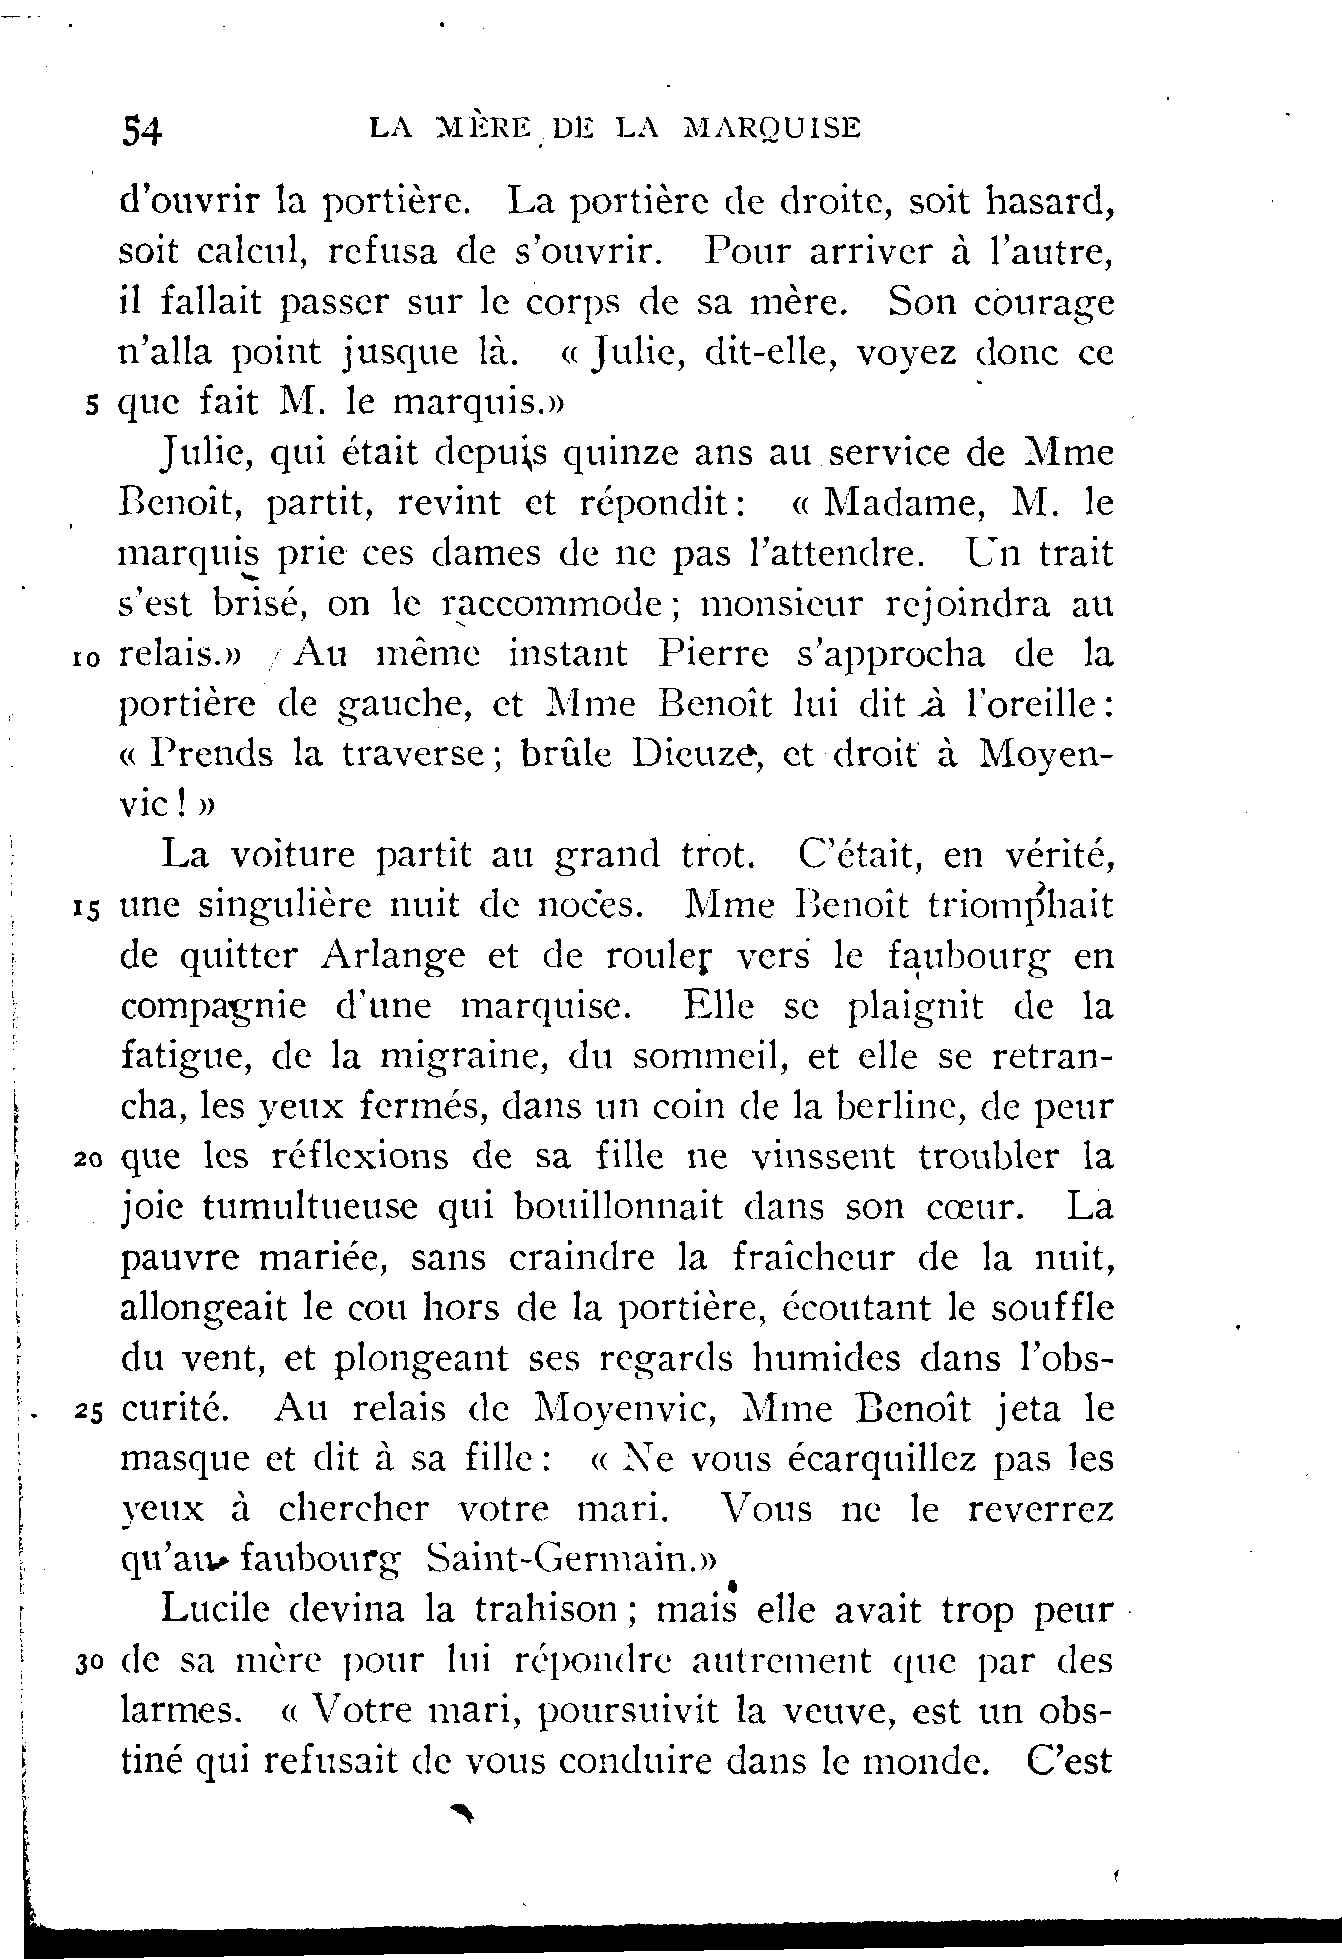 54 LA MÈRE DE LA MARQUISE
d'ouvrir la portière. La portière de droite, soit hasard,
soit calcul, refusa de s'ouvrir. Pour arriver à l'autre,
il fallait passer sur le corps de sa mère. Son courage
n'alla point jusque là. « Julie, dit-elle, voyez donc ce
5 que fait M. le marquis.»
Julie, qui était depuis quinze ans au service de Mme
Benoît, partit, revint et répondit: « Madame, M. le
marquis prie ces dames de ne pas l'attendre. Un trait
s'est brisé, on le raccommode; monsieur rejoindra au
10 relais.» Au même instant Pierre s'approcha de la
portière de gauche, et Mme Benoît lui dit à l'oreille:
« Prends la traverse; brûle Dieuze, et droit à Moyen-
vic! »
La voiture partit au grand trot. C'était, en vérité,
15 une singulière nuit de noces. Mme Benoît triomphait
de quitter Arlange et de rouler vers le faubourg en
compagnie d'une marquise. Elle se plaignit de la
fatigue, de la migraine, du sommeil, et elle se retran-
cha, les yeux fermés, dans un coin de la berline, de peur
20 que les réflexions de sa fille ne vinssent troubler la
joie tumultueuse qui bouillonnait dans son cœur. La
pauvre mariée, sans craindre la fraîcheur de la nuit,
allongeait le cou hors de la portière, écoutant le souffle
du vent, et plongeant ses regards humides dans l'obs-
25 curité. Au relais de Moyenvic, Mme Benoît jeta le
masque et dit à sa fille: « Ne vous écarquillez pas les
yeux à chercher votre mari. Vous ne le reverrez
qu'au faubourg Saint-Germain.»
Lucile devina la trahison; mais elle avait trop peur
30 de sa mère pour lui répondre autrement que par des
larmes. « Votre mari, poursuivit la veuve, est un obs-
tiné qui refusait de vous conduire dans le monde. C'est